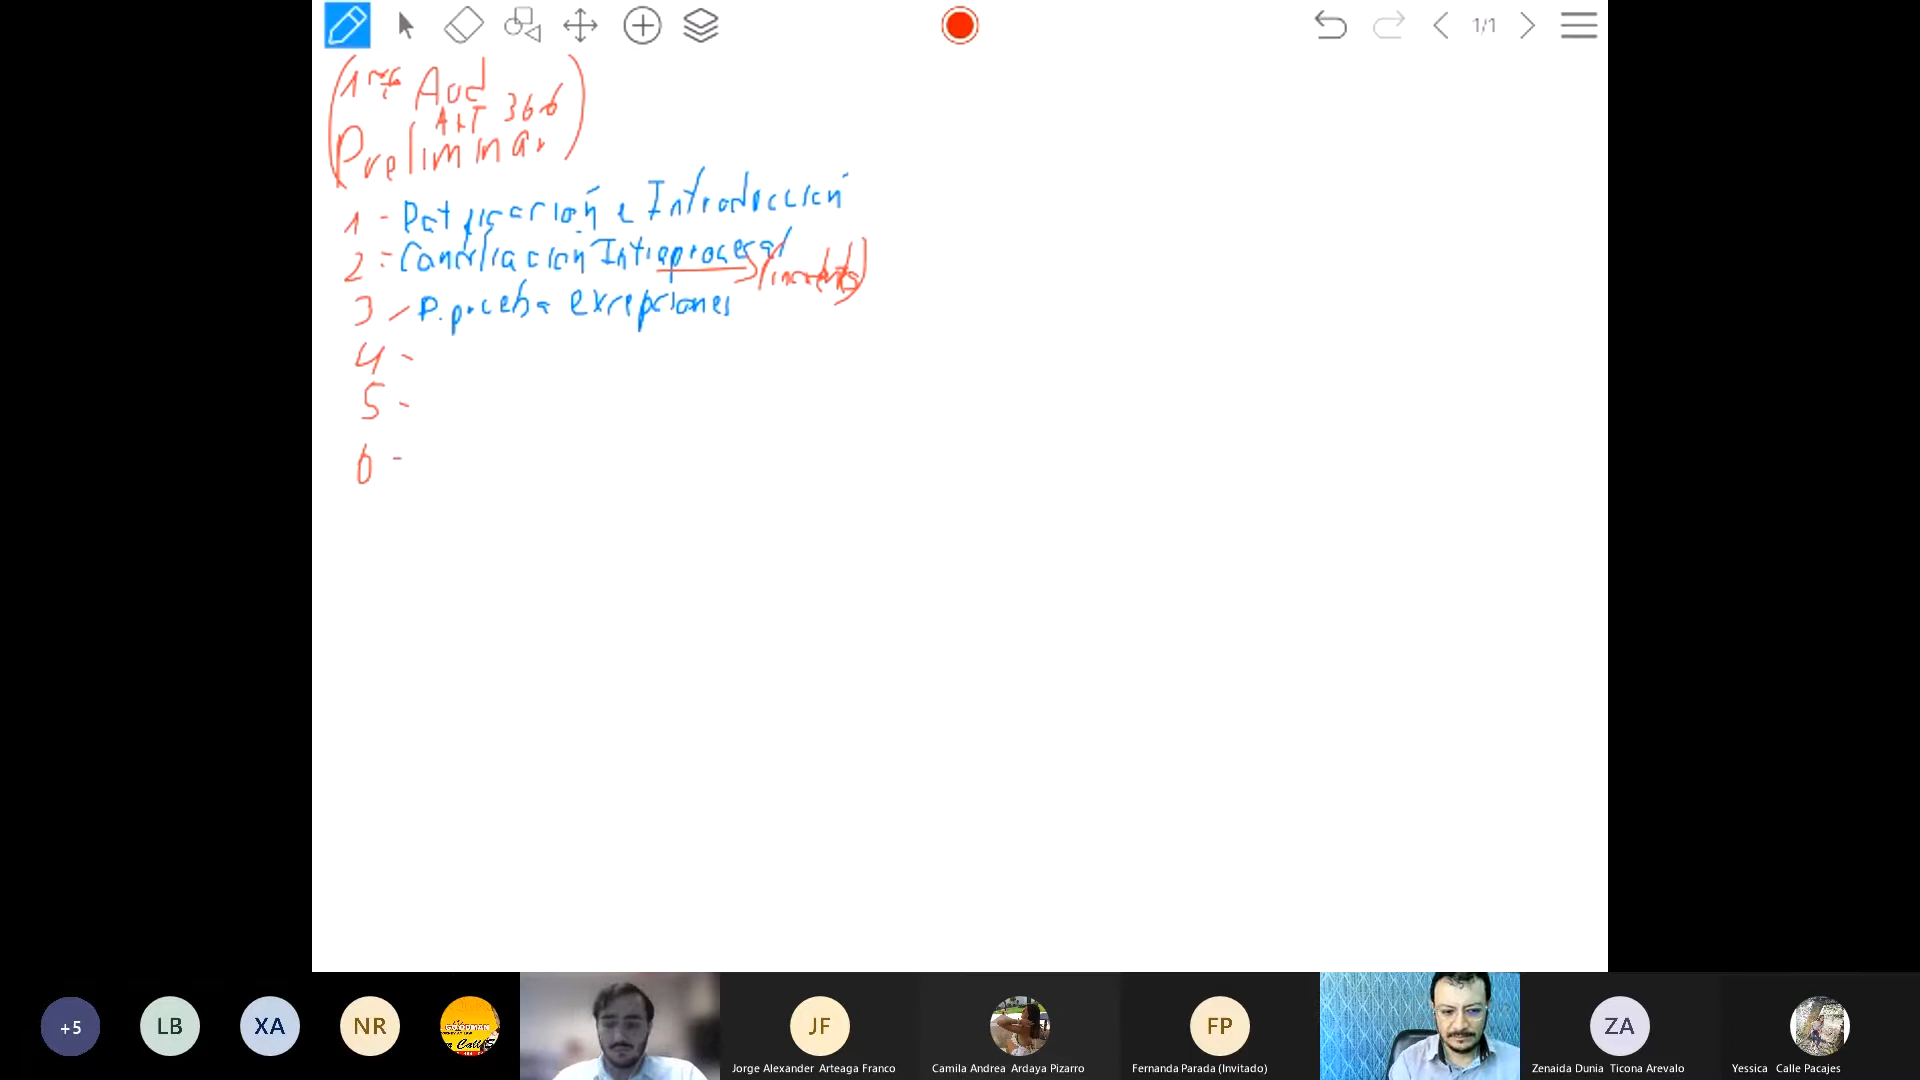 1/1
Aud
Art 366
Preliminar
1- Ratificación e Introducción
2- Conciliación Intraprocesal
3- P. prueba excepciones
4-
5-
6-
+5
LB
XA
NR
GOODMAN
JF
FP
ZA
Jorge Alexander Arteaga Franco
Camila Andrea Ardaya Pizarro
Fernanda Parada (Invitado)
Zenaida Dunia Ticona Arevalo
Yessica Calle Pacajes